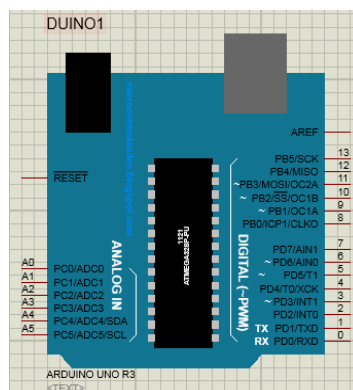 DUINO1
microcontrolandos.blogspot.com
AREF
RESET
13
PB5/SCK
12
PB4/MISO
11
~PB3/MOSI/OC2A
10
~PB2/SS/OC1B
9
~PB1/OC1A
8
PB0/ICP1/CLKO
1121
ATMEGA328P-PU
ANALOG IN
DIGITAL (~PWM)
7
PD7/AIN1
6
~PD6/AIN0
5
~PD5/T1
4
PD4/T0/XCK
3
~PD3/INT1
2
PD2/INT0
1
TX PD1/TXD
0
RX PD0/RXD
A0
PC0/ADC0
A1
PC1/ADC1
A2
PC2/ADC2
A3
PC3/ADC3
A4
PC4/ADC4/SDA
A5
PC5/ADC5/SCL
ARDUINO UNO R3
<TEXT>